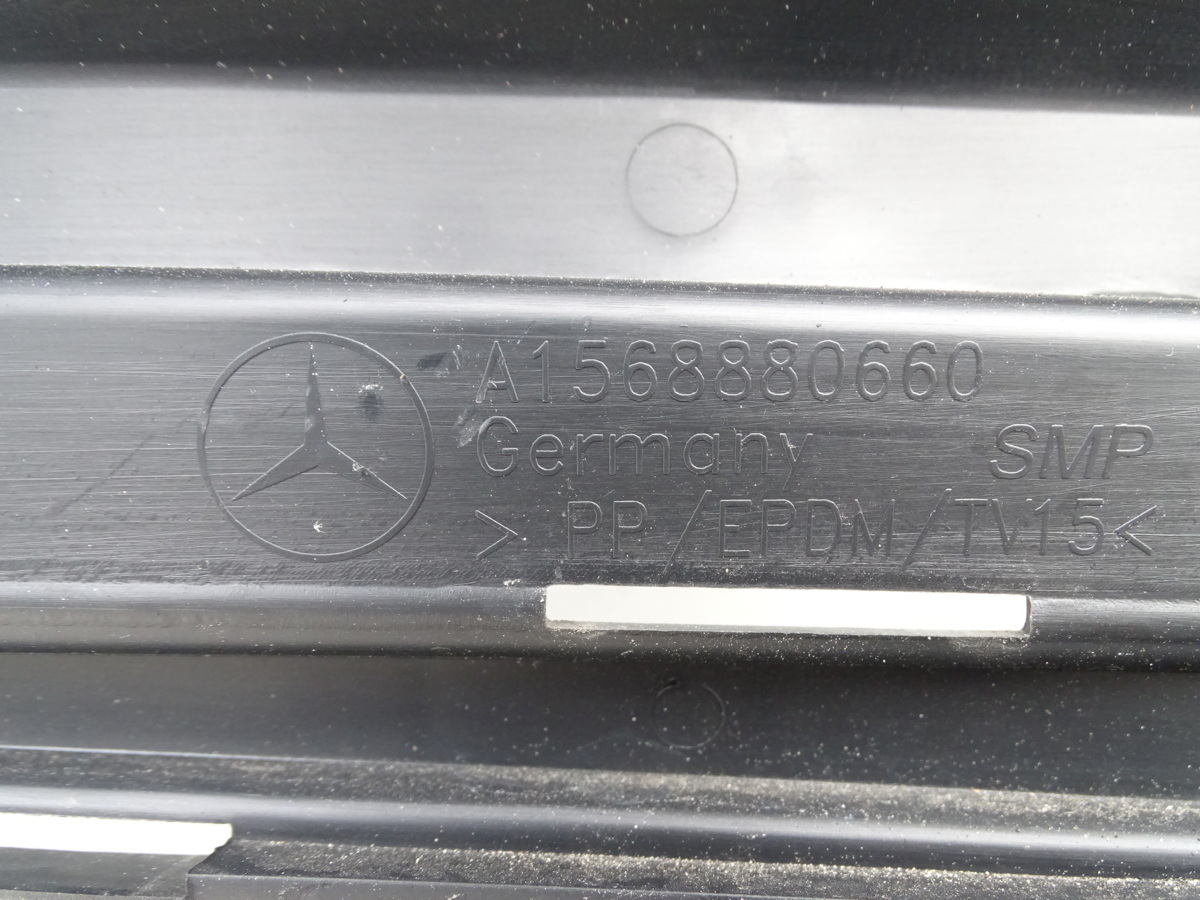 A1568880660
Germany
SMP
> PP/EPDM/TV15<